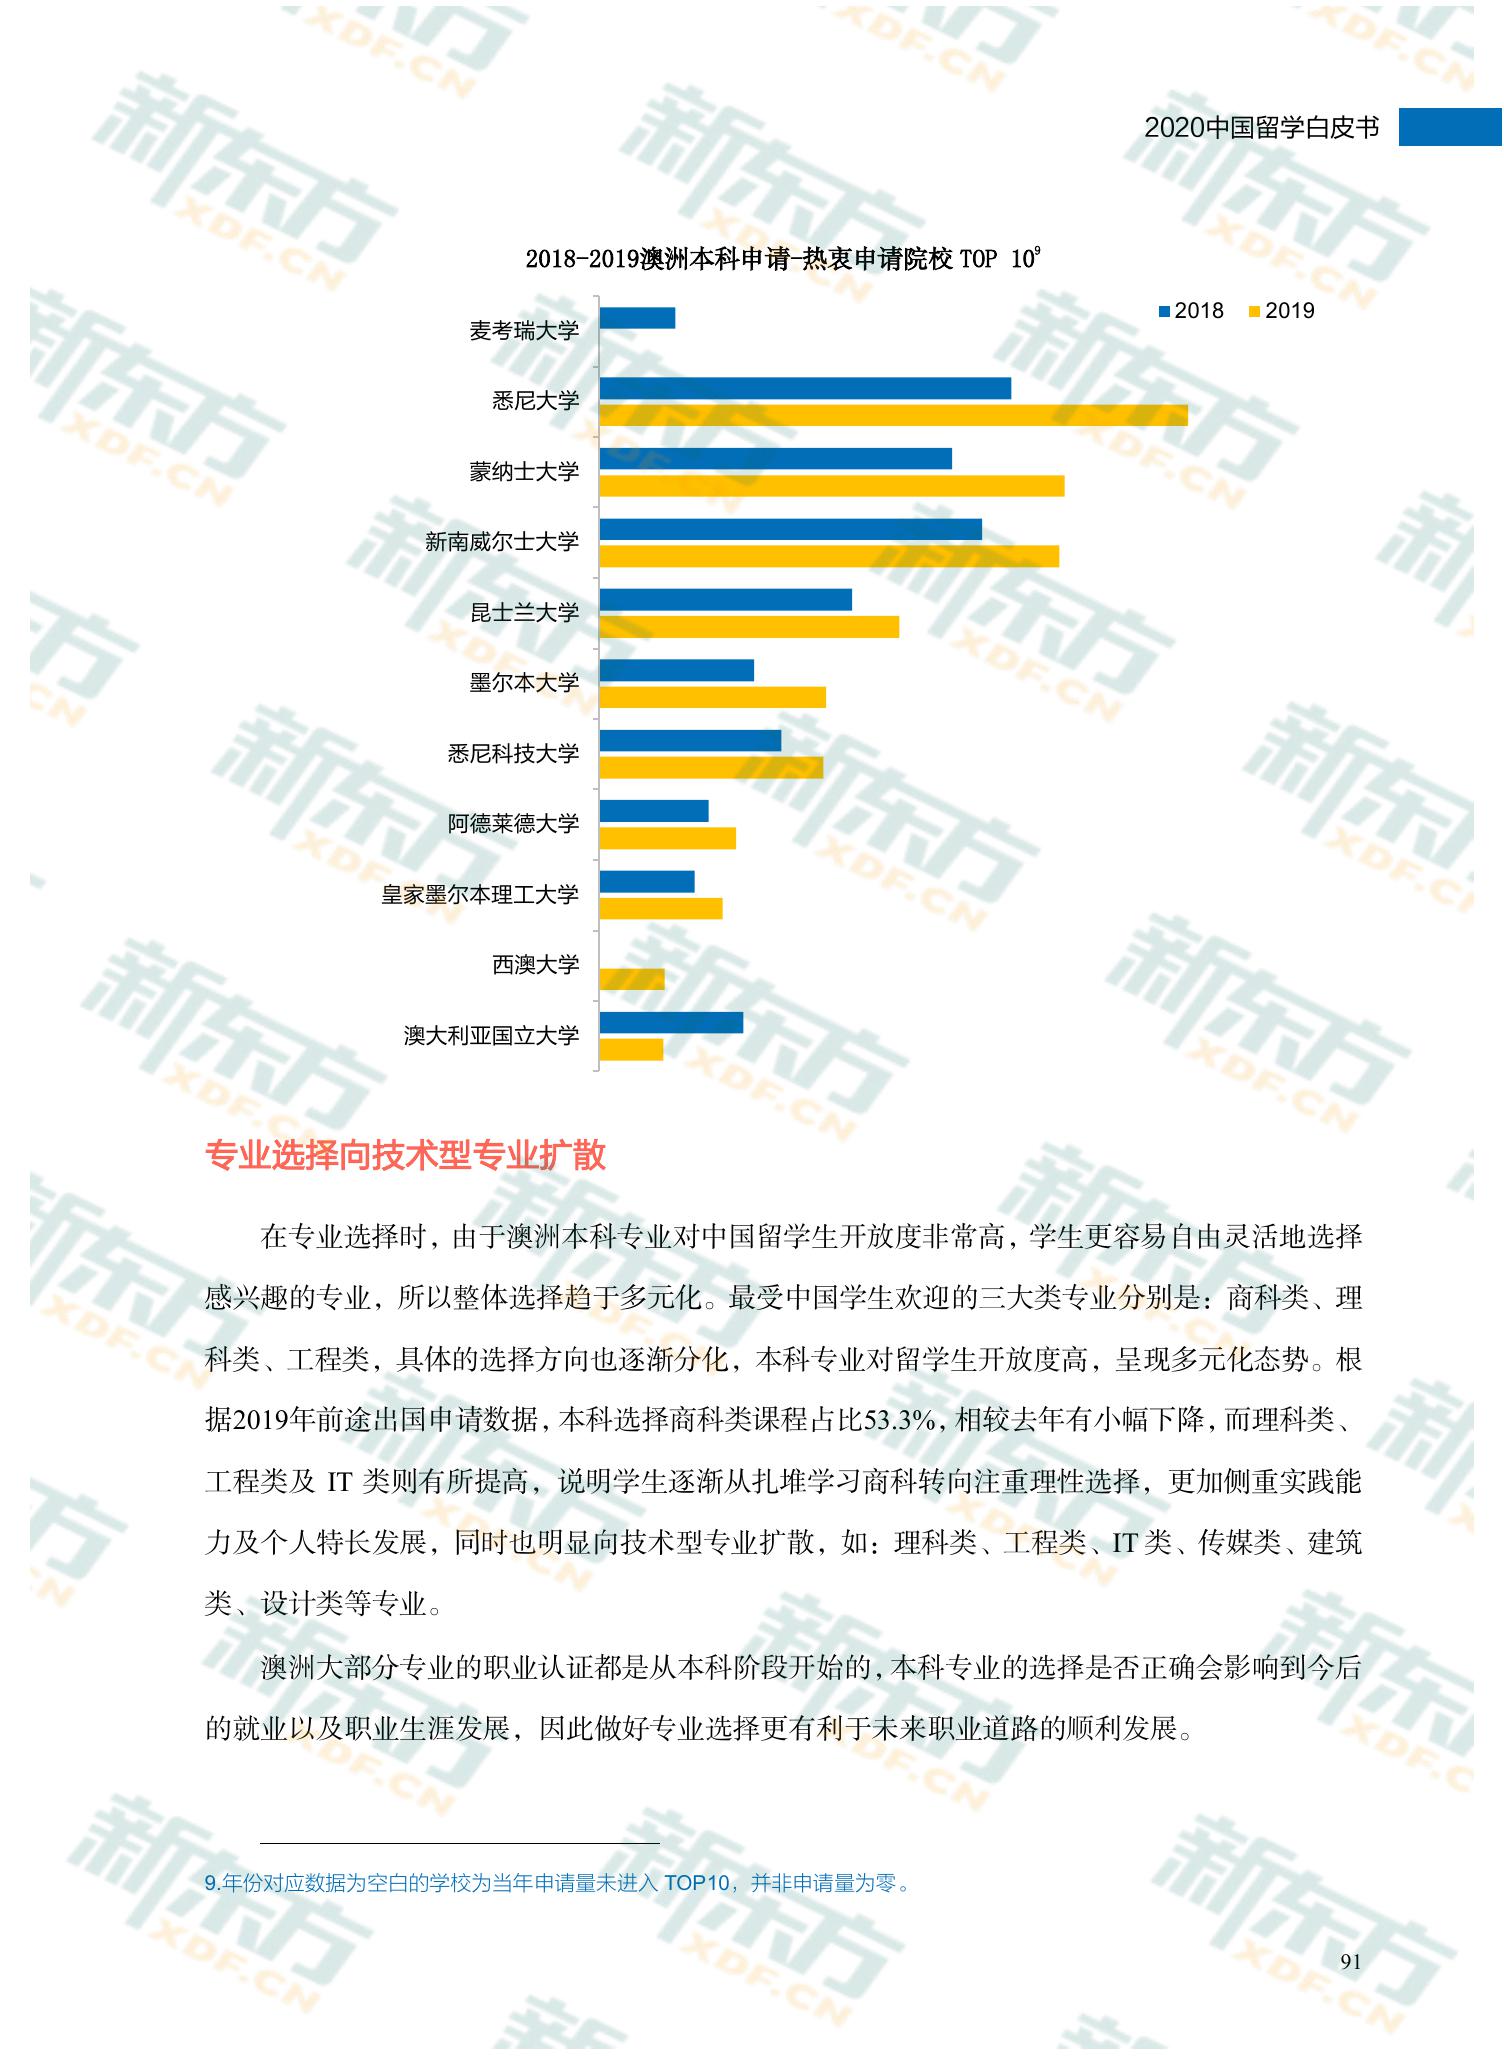 2020中国留学白皮书
2018-2019澳洲本科申请-热衷申请院校 TOP 10⁹
2018 2019
麦考瑞大学
悉尼大学
蒙纳士大学
新南威尔士大学
昆士兰大学
墨尔本大学
悉尼科技大学
阿德莱德大学
皇家墨尔本理工大学
西澳大学
澳大利亚国立大学
专业选择向技术型专业扩散
在专业选择时，由于澳洲本科专业对中国留学生开放度非常高，学生更容易自由灵活地选择
感兴趣的专业，所以整体选择趋于多元化。最受中国学生欢迎的三大类专业分别是：商科类、理
科类、工程类，具体的选择方向也逐渐分化，本科专业对留学生开放度高，呈现多元化态势。根
据2019年前途出国申请数据，本科选择商科类课程占比53.3%，相较去年有小幅下降，而理科类、
工程类及 IT 类则有所提高，说明学生逐渐从扎堆学习商科转向注重理性选择，更加侧重实践能
力及个人特长发展，同时也明显向技术型专业扩散，如：理科类、工程类、IT 类、传媒类、建筑
类、设计类等专业。
澳洲大部分专业的职业认证都是从本科阶段开始的，本科专业的选择是否正确会影响到今后
的就业以及职业生涯发展，因此做好专业选择更有利于未来职业道路的顺利发展。
9.年份对应数据为空白的学校为当年申请量未进入 TOP10，并非申请量为零。
91
新东方
XDF.CN